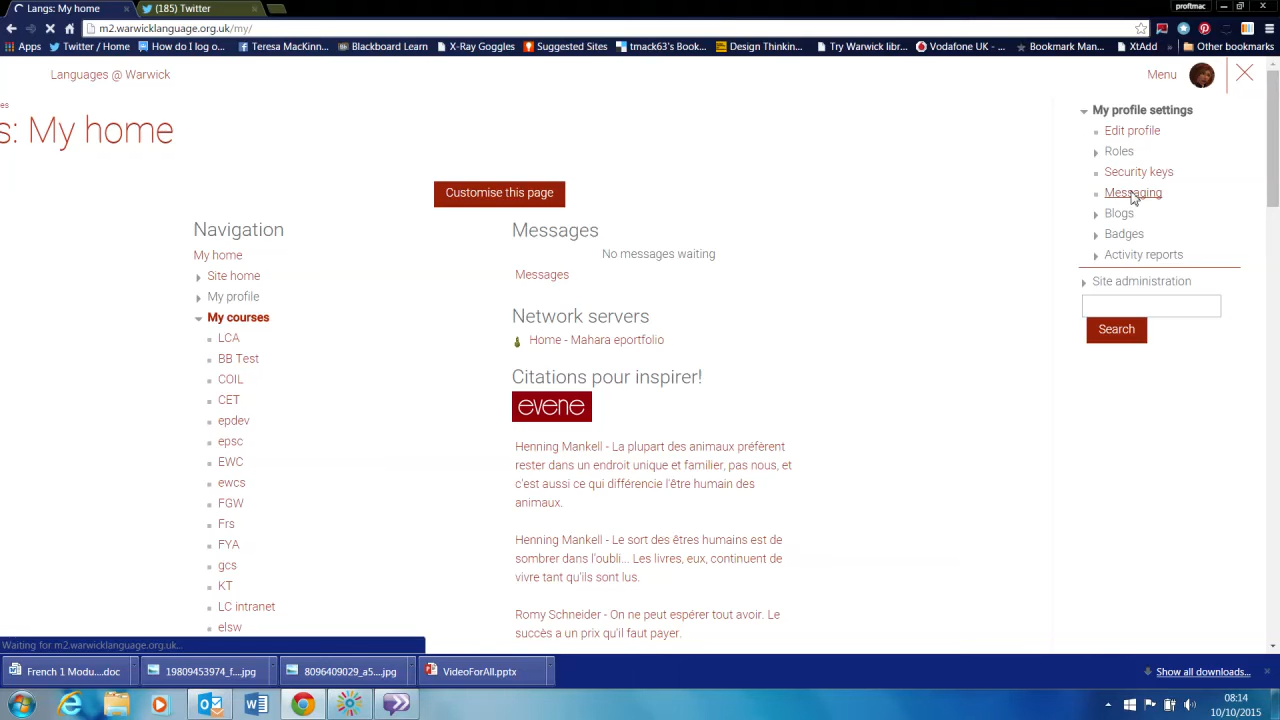 Langs: My home
(185) Twitter
proftmac
m2.warwicklanguage.org.uk/my/
Apps
Twitter / Home
How do I log o...
Teresa MacKinn...
Blackboard Learn
X-Ray Goggles
Suggested Sites
tmack63's Book...
Design Thinkin...
Try Warwick libr...
Vodafone UK -...
Bookmark Man...
XtAdd
»
Other bookmarks
Languages @ Warwick
Menu
es
s: My home
Customise this page
Navigation
My home
Site home
My profile
My courses
LCA
BB Test
COIL
CET
epdev
epsc
EWC
ewcs
FGW
Frs
FYA
gcs
KT
LC intranet
elsw
Messages
No messages waiting
Messages
Network servers
Home - Mahara eportfolio
Citations pour inspirer!
evene
Henning Mankell - La plupart des animaux préfèrent
rester dans un endroit unique et familier, pas nous, et
c'est aussi ce qui différencie l'être humain des
animaux.
Henning Mankell - Le sort des êtres humains est de
sombrer dans l'oubli... Les livres, eux, continuent de
vivre tant qu'ils sont lus.
Romy Schneider - On ne peut espérer tout avoir. Le
succès a un prix qu'il faut payer.
My profile settings
Edit profile
Roles
Security keys
Messaging
Blogs
Badges
Activity reports
Site administration
Search
Waiting for m2.warwicklanguage.org.uk...
French 1 Modu....doc
19809453974_f....jpg
8096409029_a5....jpg
VideoForAll.pptx
Show all downloads...
08:14
10/10/2015